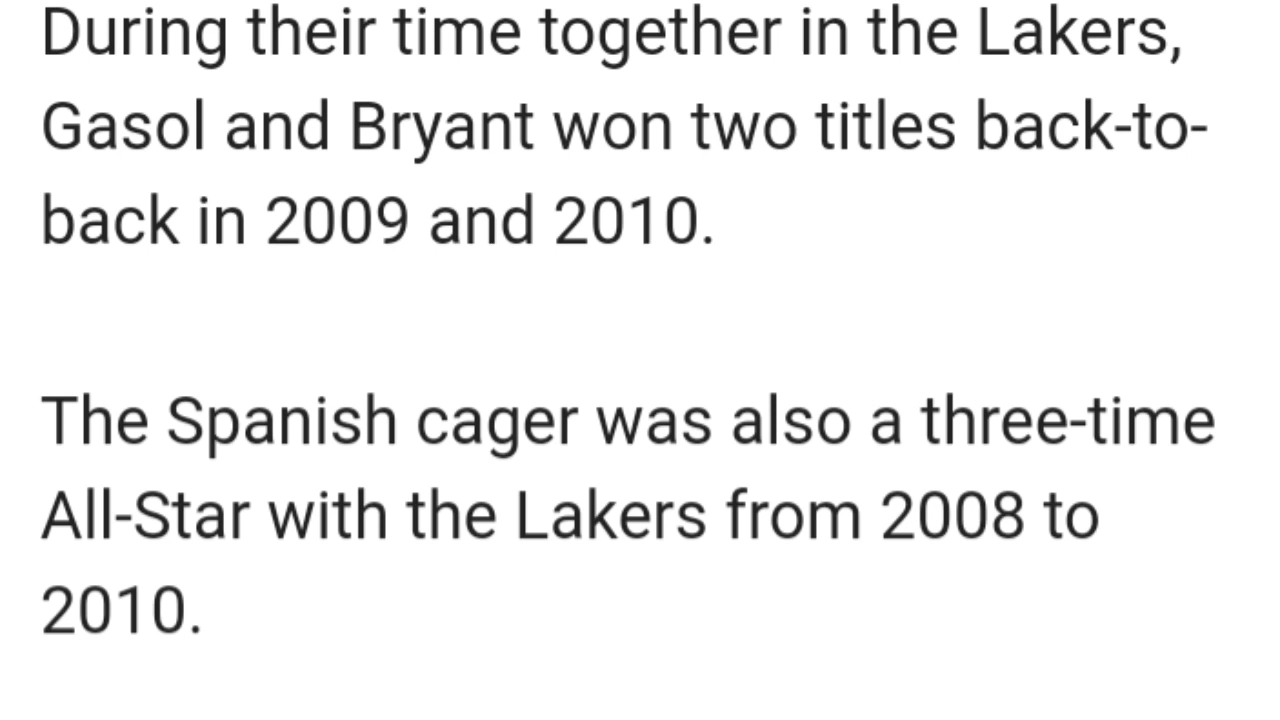 During their time together in the Lakers,
Gasol and Bryant won two titles back-to-
back in 2009 and 2010.
The Spanish cager was also a three-time
All-Star with the Lakers from 2008 to
2010.